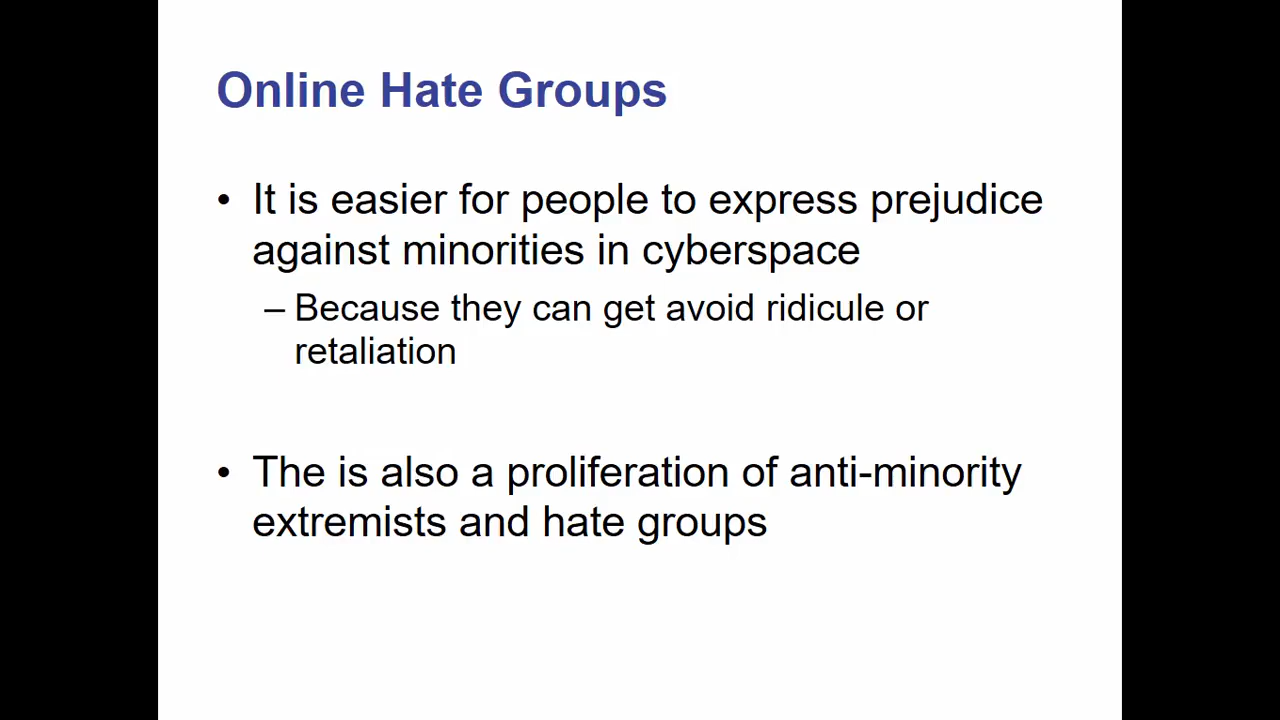 Online Hate Groups
• It is easier for people to express prejudice
against minorities in cyberspace
– Because they can get avoid ridicule or
retaliation
• The is also a proliferation of anti-minority
extremists and hate groups